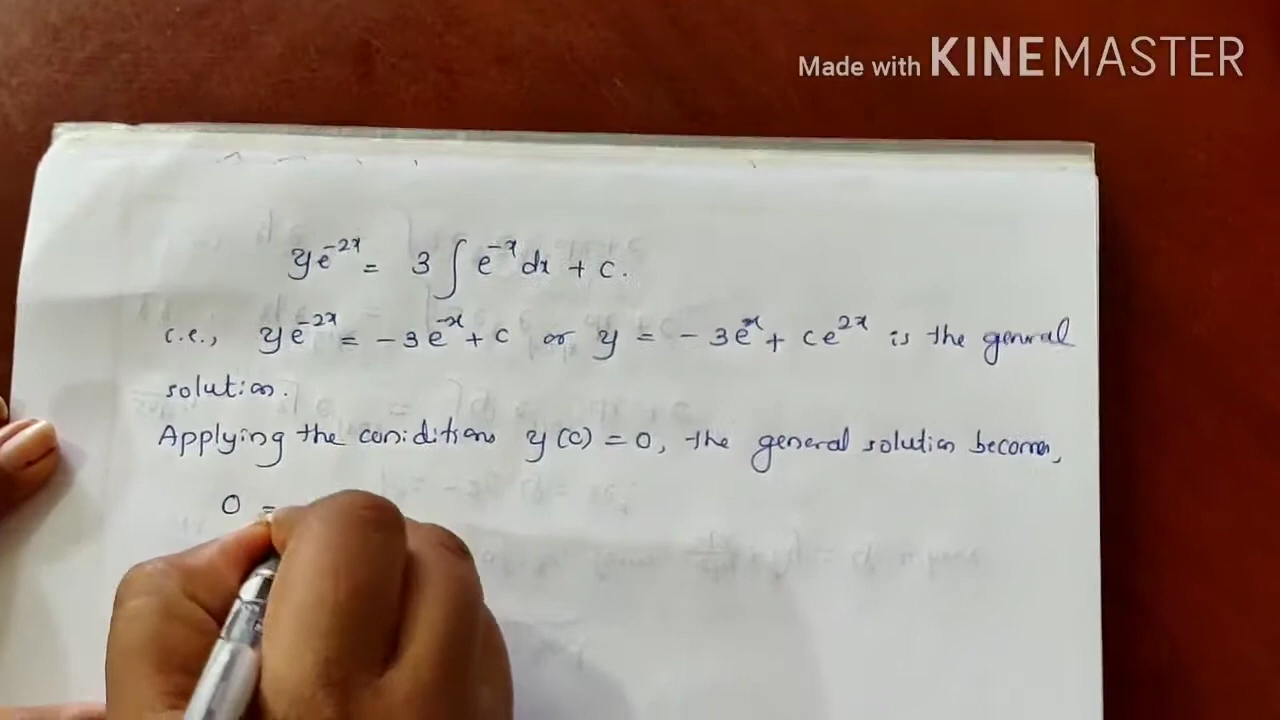 Made with KINEMASTER
ye^{-2x} = 3 ∫ e^{-x} dx + c.
i.e., ye^{-2x} = -3e^{-x} + c or y = -3e^{x} + ce^{2x} is the general
solution.
Applying the conditions y(0) = 0, the general solution becomes,
0 =